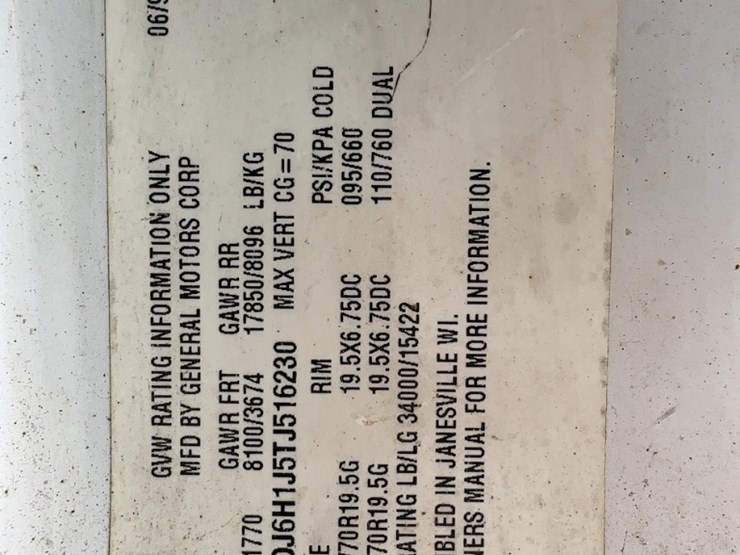 GVW RATING INFORMATION ONLY 06/9
MFD BY GENERAL MOTORS CORP
GAWR FRT GAWR RR
1770 8100/3674 17850/8096 LB/KG
DJ6H1J5TJ516230 MAX VERT CG=70
E RIM PSI/KPA COLD
70R19.5G 19.5X6.75DC 095/660
70R19.5G 19.5X6.75DC 110/760 DUAL
ATING LB/LG 34000/15422
BLED IN JANESVILLE WI.
NERS MANUAL FOR MORE INFORMATION.